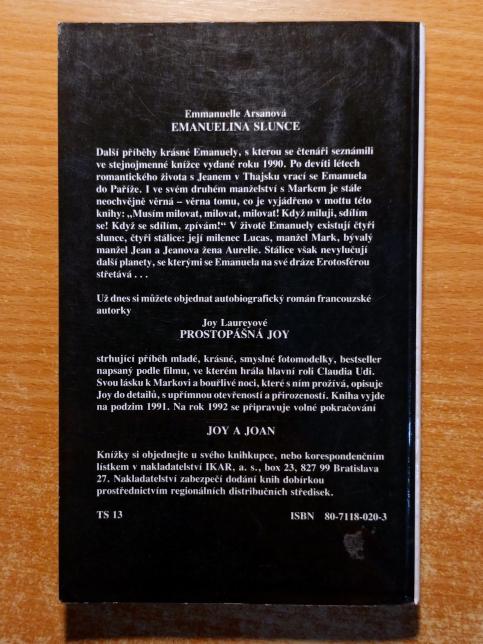 Emmanuelle Arsanová
EMANUELINA SLUNCE
Další příběhy krásné Emanuely, s kterou se čtenáři seznámili
ve stejnojmenné knížce vydané roku 1990. Po devíti létech
romantického života s Jeanem v Thajsku vrací se Emanuela
do Paříže. I ve svém druhém manželství s Markem je stále
neochvějně věrná – věrna tomu, co je vyjádřeno v mottu této
knihy: „Musím milovat, milovat, milovat! Když miluji, sdílím
se! Když se sdílím, zpívám!“ V životě Emanuely existují čtyři
slunce, čtyři stálice: její milenec Lucas, manžel Mark, bývalý
manžel Jean a Jeanova žena Aurelie. Stálice však nevylučují
další planety, se kterými se Emanuela na své dráze Erotosférou
střetává . . .
Už dnes si můžete objednat autobiografický román francouzské
autorky
Joy Laureyové
PROSTOPÁŠNÁ JOY
strhující příběh mladé, krásné, smyslné fotomodelky, bestseller
napsaný podle filmu, ve kterém hrála hlavní roli Claudia Udi.
Svou lásku k Markovi a bouřlivé noci, které s ním prožívá, opisuje
Joy do detailů, s upřímnou otevřeností a přirozeností. Kniha vyjde
na podzim 1991. Na rok 1992 se připravuje volné pokračování
JOY A JOAN
Knížky si objednejte u svého knihkupce, nebo korespondenčním
lístkem v nakladatelství IKAR, a. s., box 23, 827 99 Bratislava
27. Nakladatelství zabezpečí dodání knih dobírkou
prostřednictvím regionálních distribučních středisek.
TS 13 ISBN 80-7118-020-3